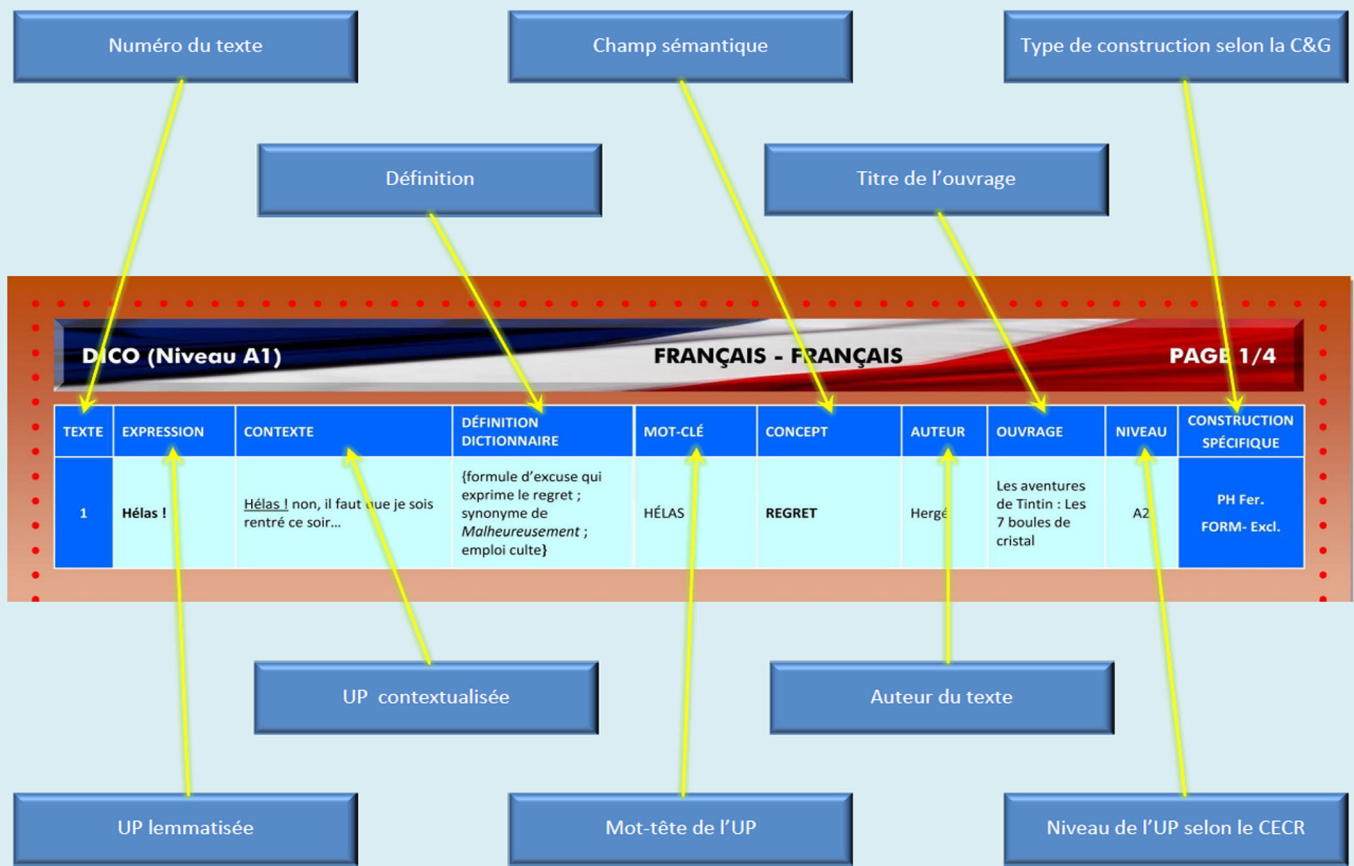 Numéro du texte
Champ sémantique
Type de construction selon la C&G
Définition
Titre de l’ouvrage
DICO (Niveau A1)
FRANÇAIS - FRANÇAIS
PAGE 1/4
TEXTE
EXPRESSION
CONTEXTE
DÉFINITION
DICTIONNAIRE
MOT-CLÉ
CONCEPT
AUTEUR
OUVRAGE
NIVEAU
CONSTRUCTION
SPÉCIFIQUE
1
Hélas !
Hélas ! non, il faut que je sois
rentré ce soir…
{formule d’excuse qui
exprime le regret ;
synonyme de
Malheureusement ;
emploi culte}
HÉLAS
REGRET
Hergé
Les aventures
de Tintin : Les
7 boules de
cristal
A2
PH Fer.
FORM- Excl.
UP contextualisée
Auteur du texte
UP lemmatisée
Mot-tête de l’UP
Niveau de l’UP selon le CECR